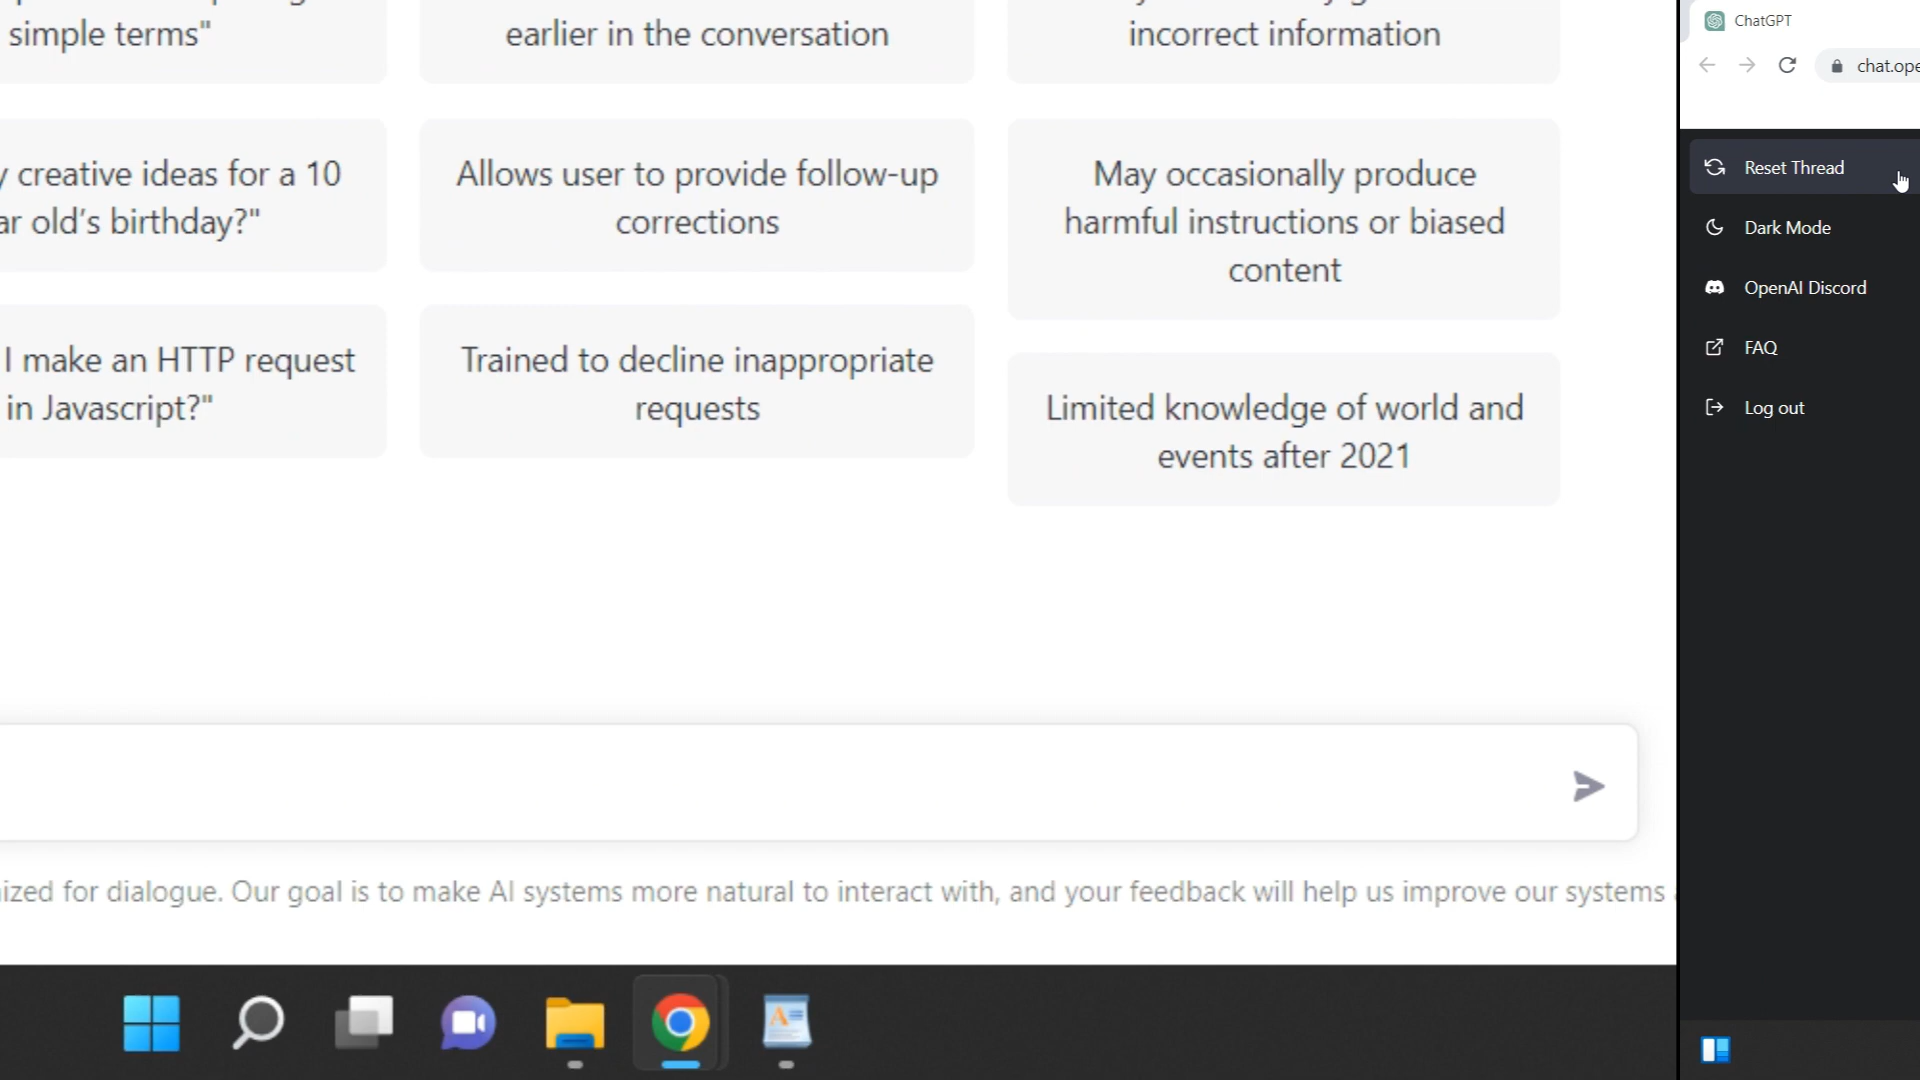 simple terms"
earlier in the conversation
incorrect information
creative ideas for a 10
old's birthday?"
Allows user to provide follow-up
corrections
May occasionally produce
harmful instructions or biased
content
I make an HTTP request
in Javascript?"
Trained to decline inappropriate
requests
Limited knowledge of world and
events after 2021
for dialogue. Our goal is to make AI systems more natural to interact with, and your feedback will help us improve our systems
ChatGPT
chat.ope
Reset Thread
Dark Mode
OpenAI Discord
FAQ
Log out